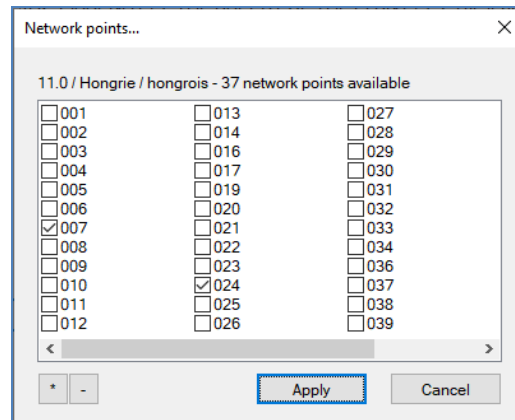 Network points...
11.0 / Hongrie / hongrois - 37 network points available
001 013 027
002 014 028
003 016 029
004 017 030
005 019 031
006 020 032
007 021 033
008 022 034
009 023 036
010 024 037
011 025 038
012 026 039
* - Apply Cancel